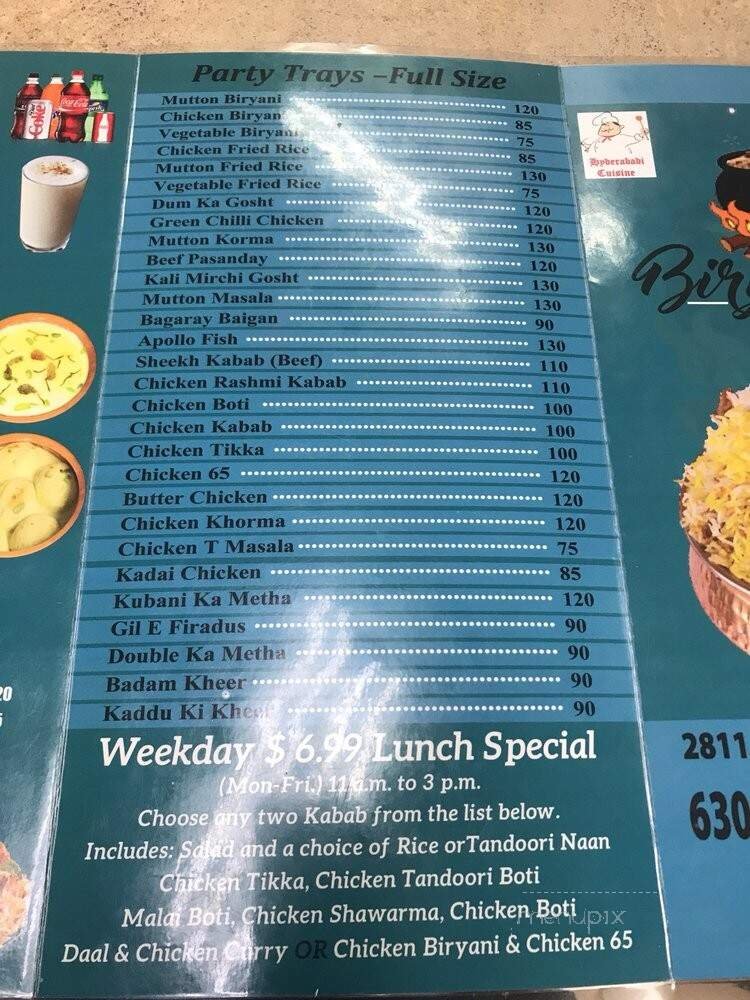 Party Trays –Full Size
Mutton Biryani 120
Chicken Biryani 85
Vegetable Biryani 75
Chicken Fried Rice 85
Mutton Fried Rice 130
Vegetable Fried Rice 75
Dum Ka Gosht 120
Green Chilli Chicken 120
Mutton Korma 130
Beef Pasanday 120
Kali Mirchi Gosht 130
Mutton Masala 130
Bagaray Baigan 90
Apollo Fish 130
Sheekh Kabab (Beef) 110
Chicken Rashmi Kabab 110
Chicken Boti 100
Chicken Kabab 100
Chicken Tikka 100
Chicken 65 120
Butter Chicken 120
Chicken Khorma 120
Chicken T Masala 75
Kadai Chicken 85
Kubani Ka Metha 120
Gil E Firadus 90
Double Ka Metha 90
Badam Kheer 90
Kaddu Ki Kheer 90
Weekday $ 6.99 Lunch Special
(Mon-Fri.) 11 a.m. to 3 p.m.
Choose any two Kabab from the list below.
Includes: Salad and a choice of Rice orTandoori Naan
Chicken Tikka, Chicken Tandoori Boti
Malai Boti, Chicken Shawarma, Chicken Boti
Daal & Chicken Curry OR Chicken Biryani & Chicken 65
Hyderabadi
Cuisine
Bir
2811
630
Coke
Coca-Cola
menupix